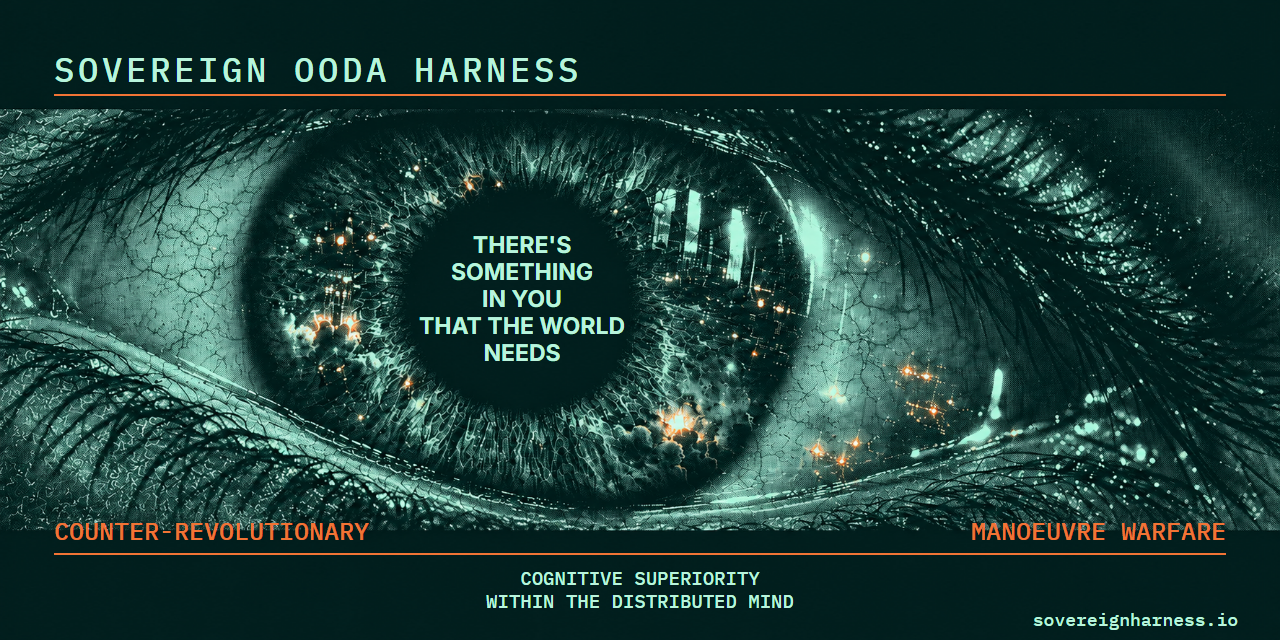 SOVEREIGN OODA HARNESS
THERE'S
SOMETHING
IN YOU
THAT THE WORLD
NEEDS
COUNTER-REVOLUTIONARY
MANOEUVRE WARFARE
COGNITIVE SUPERIORITY
WITHIN THE DISTRIBUTED MIND
sovereignharness.io